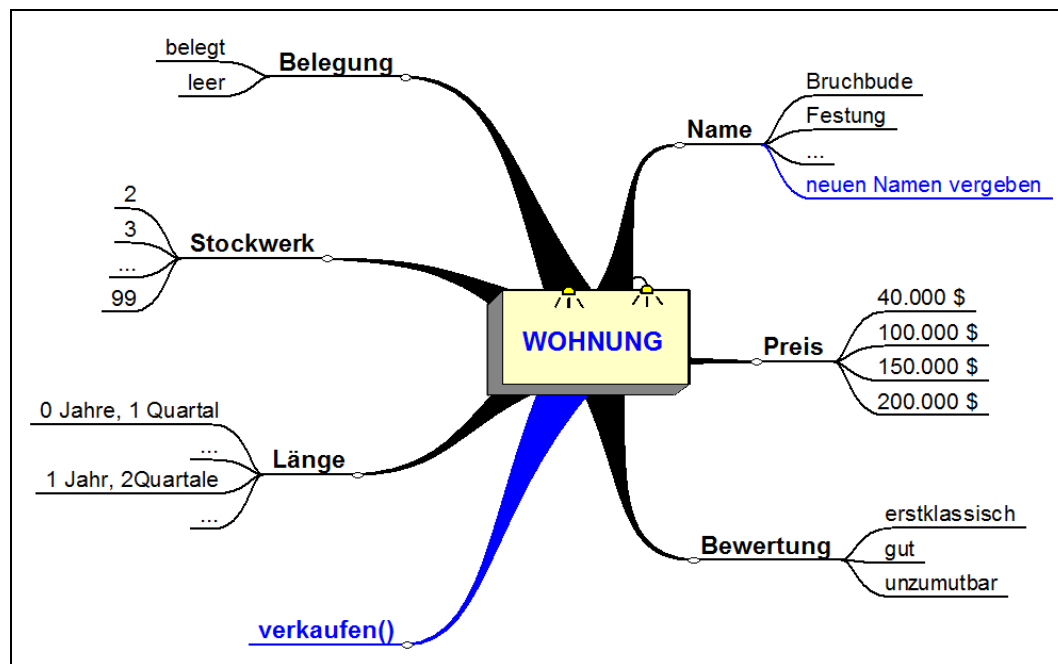 WOHNUNG
Belegung
belegt
leer
Stockwerk
2
3
...
99
Länge
0 Jahre, 1 Quartal
...
1 Jahr, 2Quartale
...
verkaufen()
Name
Bruchbude
Festung
...
neuen Namen vergeben
Preis
40.000 $
100.000 $
150.000 $
200.000 $
Bewertung
erstklassisch
gut
unzumutbar